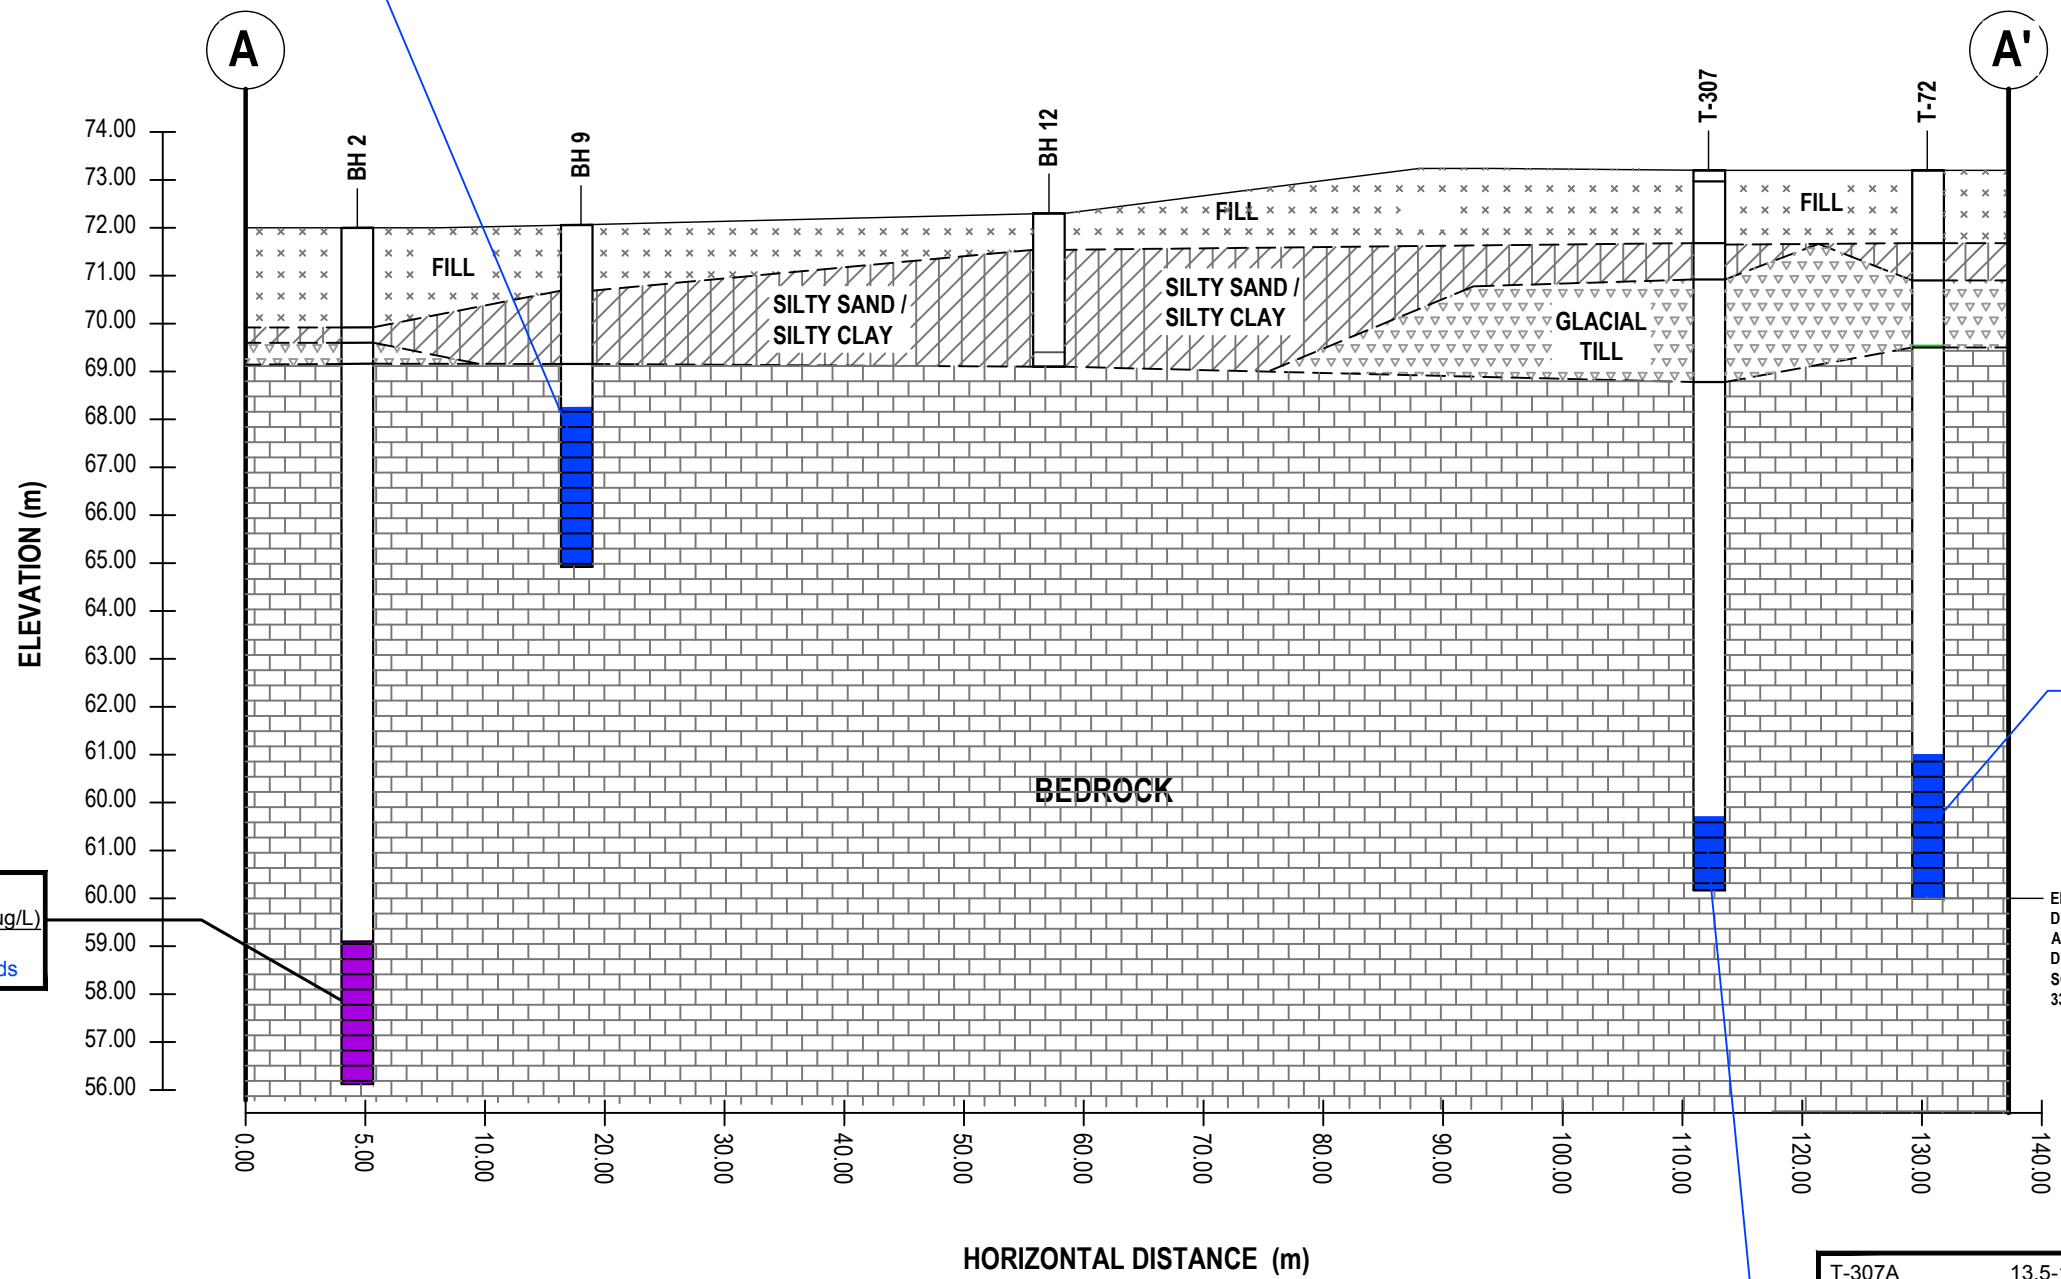 A
A'
BH 2
BH 9
BH 12
T-307
T-72
74.00
73.00
72.00
71.00
70.00
69.00
68.00
67.00
66.00
65.00
64.00
63.00
62.00
61.00
60.00
61.00
60.00
59.00
58.00
57.00
56.00
ELEVATION (m)
FILL
FILL
FILL
SILTY SAND /
SILTY CLAY
SILTY SAND /
SILTY CLAY
GLACIAL
TILL
BEDROCK
ug/L)
ds
0.00
5.00
10.00
20.00
30.00
40.00
50.00
60.00
70.00
80.00
90.00
100.00
110.00
120.00
130.00
140.00
HORIZONTAL DISTANCE (m)
T-307A 13.5-